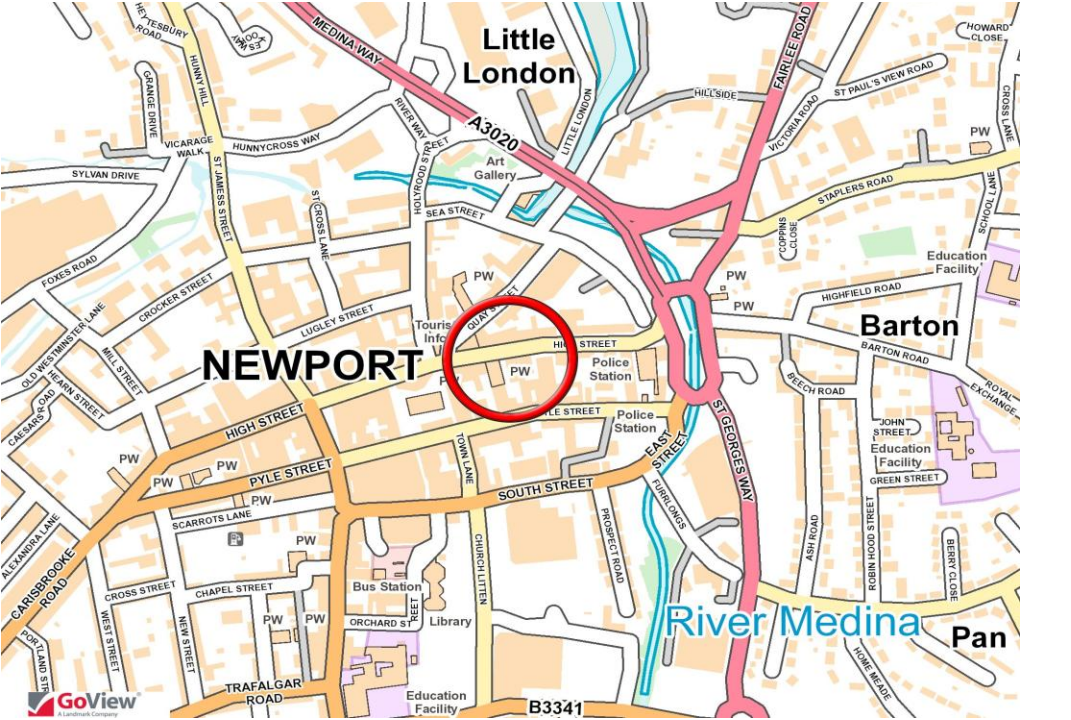 HEYTESBURY
ROAD
MEDINA WAY
Little
London
FAIRLEE ROAD
HOWARD
CLOSE
HUNNY HILL
GRANGE DRIVE
HILLSIDE
ST PAUL'S VIEW ROAD
CROSS LANE
VICTORIA ROAD
RIVER WAY
A3020
LITTLE LONDON
PW
VICARAGE
WALK
HUNNYCROSS WAY
Art
Gallery
SYLVAN DRIVE
ST JAMESS STREET
ST CROSS LANE
HOLYROOD STREET
SEA STREET
STAPLERS ROAD
SCHOOL LANE
COPPINS
CLOSE
Education
Facility
FOXES ROAD
CROCKER STREET
PW
PW
HIGHFIELD ROAD
PW
OLD WESTMINSTER LANE
LUGLEY STREET
QUAY STREET
Touris
Info
Barton
MILL STREET
NEWPORT
HIGH STREET
BARTON ROAD
HEARN STREET
PW
PW
Police
Station
BEECH ROAD
ROYAL
EXCHANGE
CAESARS ROAD
HIGH STREET
YLE STREET
Police
Station
ST GEORGES WAY
JOHN
STREET
TOWN LANE
EAST
STREET
Education
Facility
PW
PW
PW
PYLE STREET
GREEN STREET
SOUTH STREET
FURRLONGS
PW
SCARROTS LANE
ALEXANDRA LANE
PROSPECT ROAD
ASH ROAD
ROBIN HOOD STREET
PW
CHURCH LITTEN
BERRY CLOSE
CARISBROOKE
ROAD
CROSS STREET
CHAPEL STREET
Bus Station
WEST STREET
NEW STREET
PW
PW
ORCHARD STREET
Library
River Medina
Pan
PORTLAND STR
HOME MEADE
TRAFALGAR
ROAD
Education
Facility
B3341
GoView
A Landmark Company